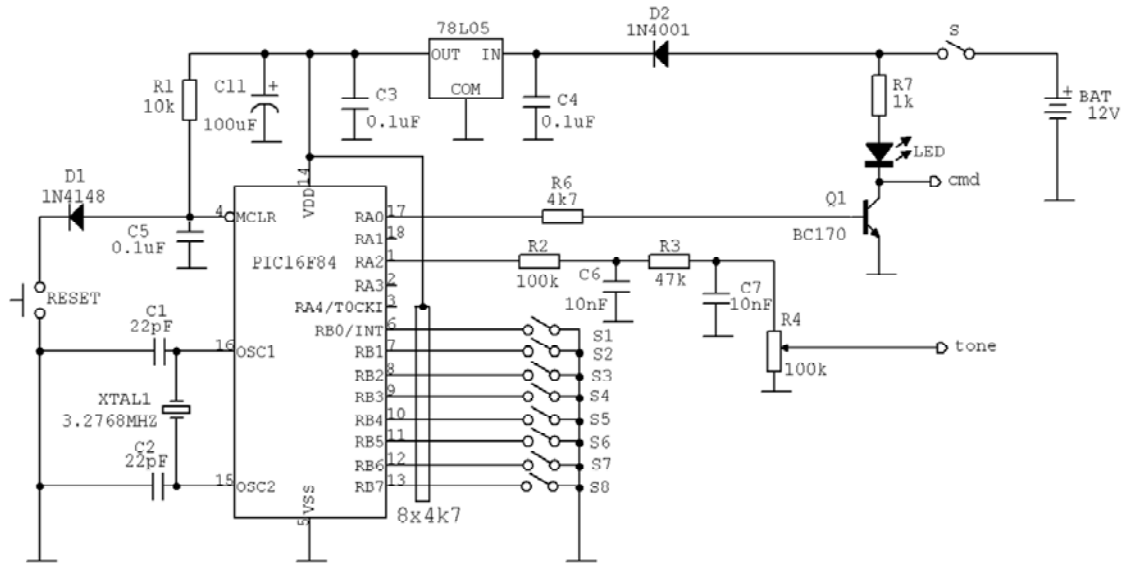 D2
1N4001
78L05
OUT
IN
COM
S
R1
10k
C11
+
100uF
C3
0.1uF
C4
0.1uF
R7
1k
+
BAT
12V
LED
cmd
Q1
BC170
D1
1N4148
C5
0.1uF
4
MCLR
VDD
14
R6
4k7
RA0
17
RA1
18
RA2
1
RA3
2
RA4/T0CKI
3
RB0/INT
6
RB1
7
RB2
8
RB3
9
RB4
10
RB5
11
RB6
12
RB7
13
PIC16F84
R2
100k
C6
10nF
R3
47k
C7
10nF
R4
100k
tone
RESET
C1
22pF
16
OSC1
XTAL1
3.2768MHZ
C2
22pF
15
OSC2
VSS
5
8x4k7
S1
S2
S3
S4
S5
S6
S7
S8